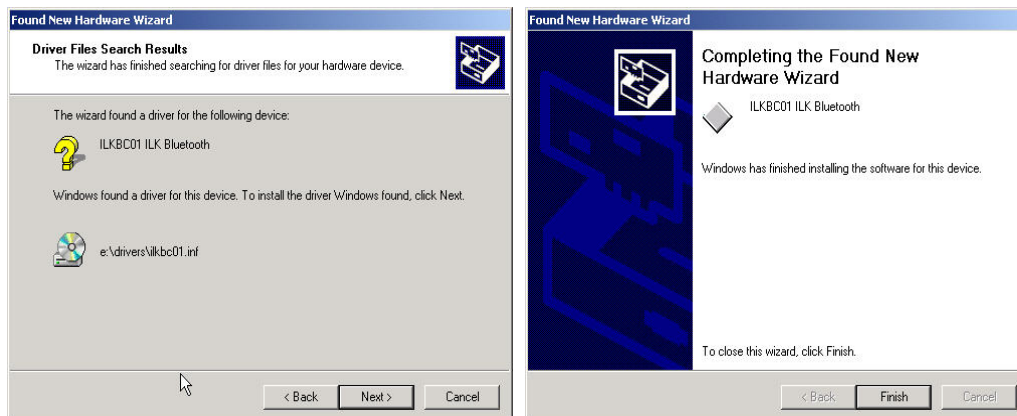 Found New Hardware Wizard
Driver Files Search Results
The wizard has finished searching for driver files for your hardware device.
The wizard found a driver for the following device:
ILKBC01 ILK Bluetooth
Windows found a driver for this device. To install the driver Windows found, click Next.
e:\drivers\ilkbc01.inf
< Back
Next >
Cancel
Found New Hardware Wizard
Completing the Found New
Hardware Wizard
ILKBC01 ILK Bluetooth
Windows has finished installing the software for this device.
To close this wizard, click Finish.
< Back
Finish
Cancel